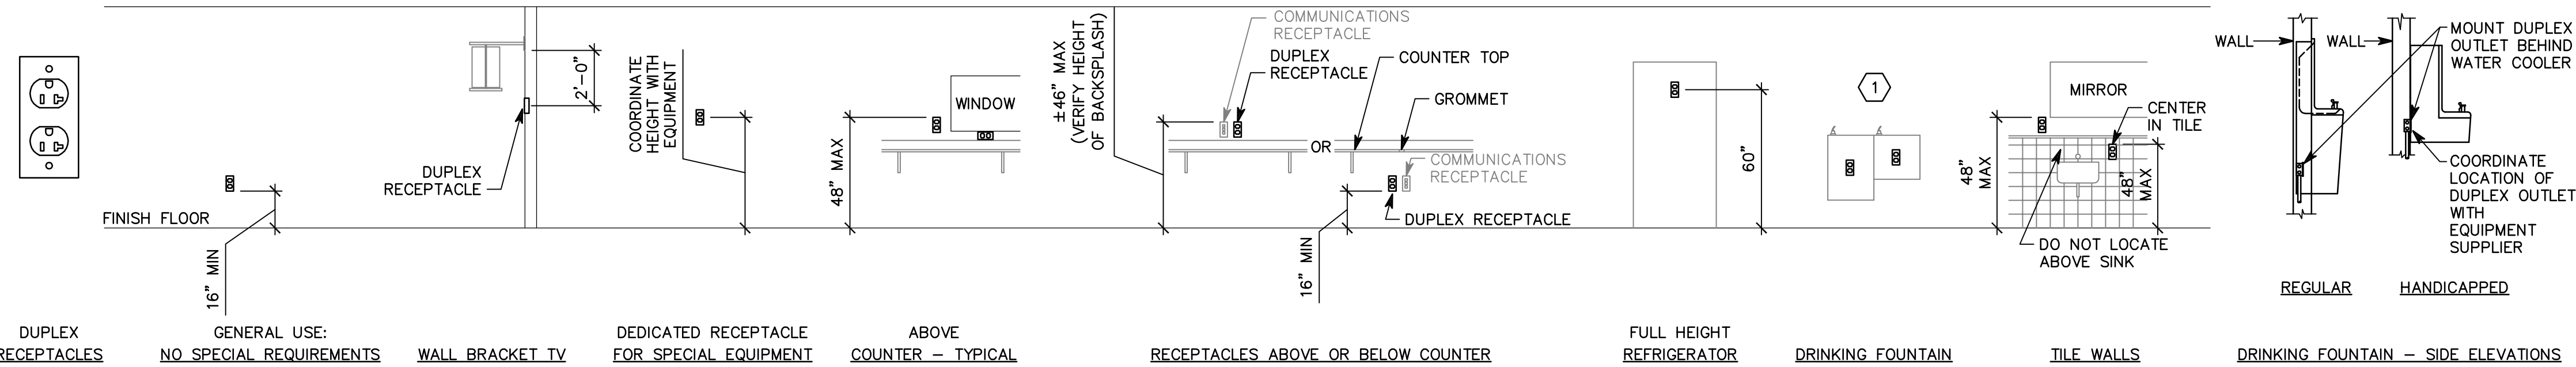 DUPLEX
RECEPTACLES
FINISH FLOOR
16" MIN
GENERAL USE:
NO SPECIAL REQUIREMENTS
2'-0"
DUPLEX
RECEPTACLE
WALL BRACKET TV
COORDINATE
HEIGHT WITH
EQUIPMENT
DEDICATED RECEPTACLE
FOR SPECIAL EQUIPMENT
48" MAX
WINDOW
ABOVE
COUNTER – TYPICAL
±46" MAX
(VERIFY HEIGHT
OF BACKSPLASH)
COMMUNICATIONS
RECEPTACLE
DUPLEX
RECEPTACLE
COUNTER TOP
GROMMET
OR
COMMUNICATIONS
RECEPTACLE
DUPLEX RECEPTACLE
16" MIN
RECEPTACLES ABOVE OR BELOW COUNTER
60"
FULL HEIGHT
REFRIGERATOR
1
DRINKING FOUNTAIN
MIRROR
CENTER
IN TILE
48"
MAX
48"
MAX
DO NOT LOCATE
ABOVE SINK
TILE WALLS
WALL
WALL
MOUNT DUPLEX
OUTLET BEHIND
WATER COOLER
COORDINATE
LOCATION OF
DUPLEX OUTLET
WITH
EQUIPMENT
SUPPLIER
REGULAR
HANDICAPPED
DRINKING FOUNTAIN – SIDE ELEVATIONS